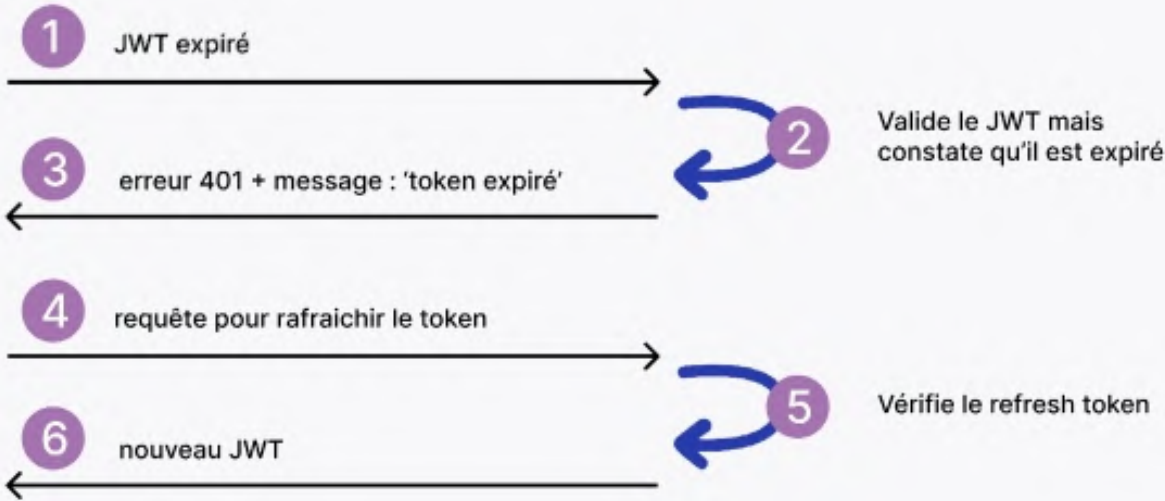 1 JWT expiré
2 Valide le JWT mais
constate qu'il est expiré
3 erreur 401 + message : 'token expiré'
4 requête pour rafraichir le token
5 Vérifie le refresh token
6 nouveau JWT